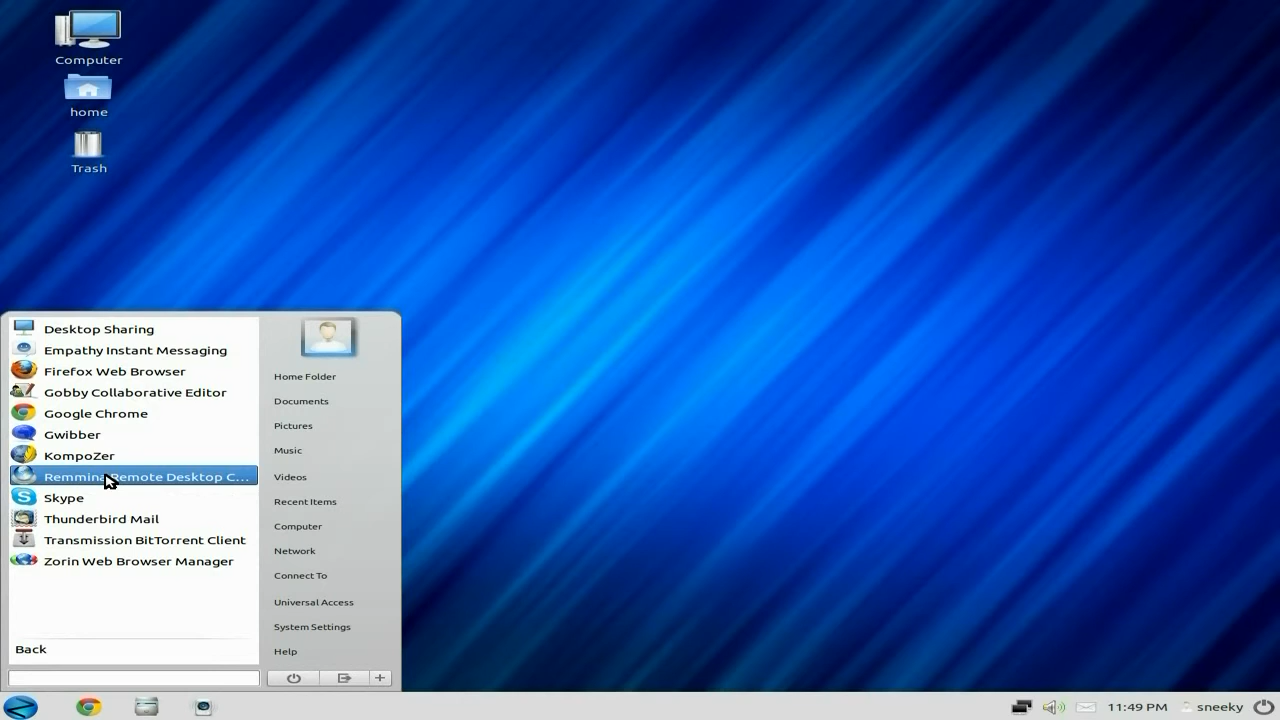 Computer
home
Trash
Desktop Sharing
Empathy Instant Messaging
Firefox Web Browser
Gobby Collaborative Editor
Google Chrome
Gwibber
KompoZer
Remmina Remote Desktop C...
Skype
Thunderbird Mail
Transmission BitTorrent Client
Zorin Web Browser Manager
Back
Home Folder
Documents
Pictures
Music
Videos
Recent Items
Computer
Network
Connect To
Universal Access
System Settings
Help
11:49 PM
sneeky